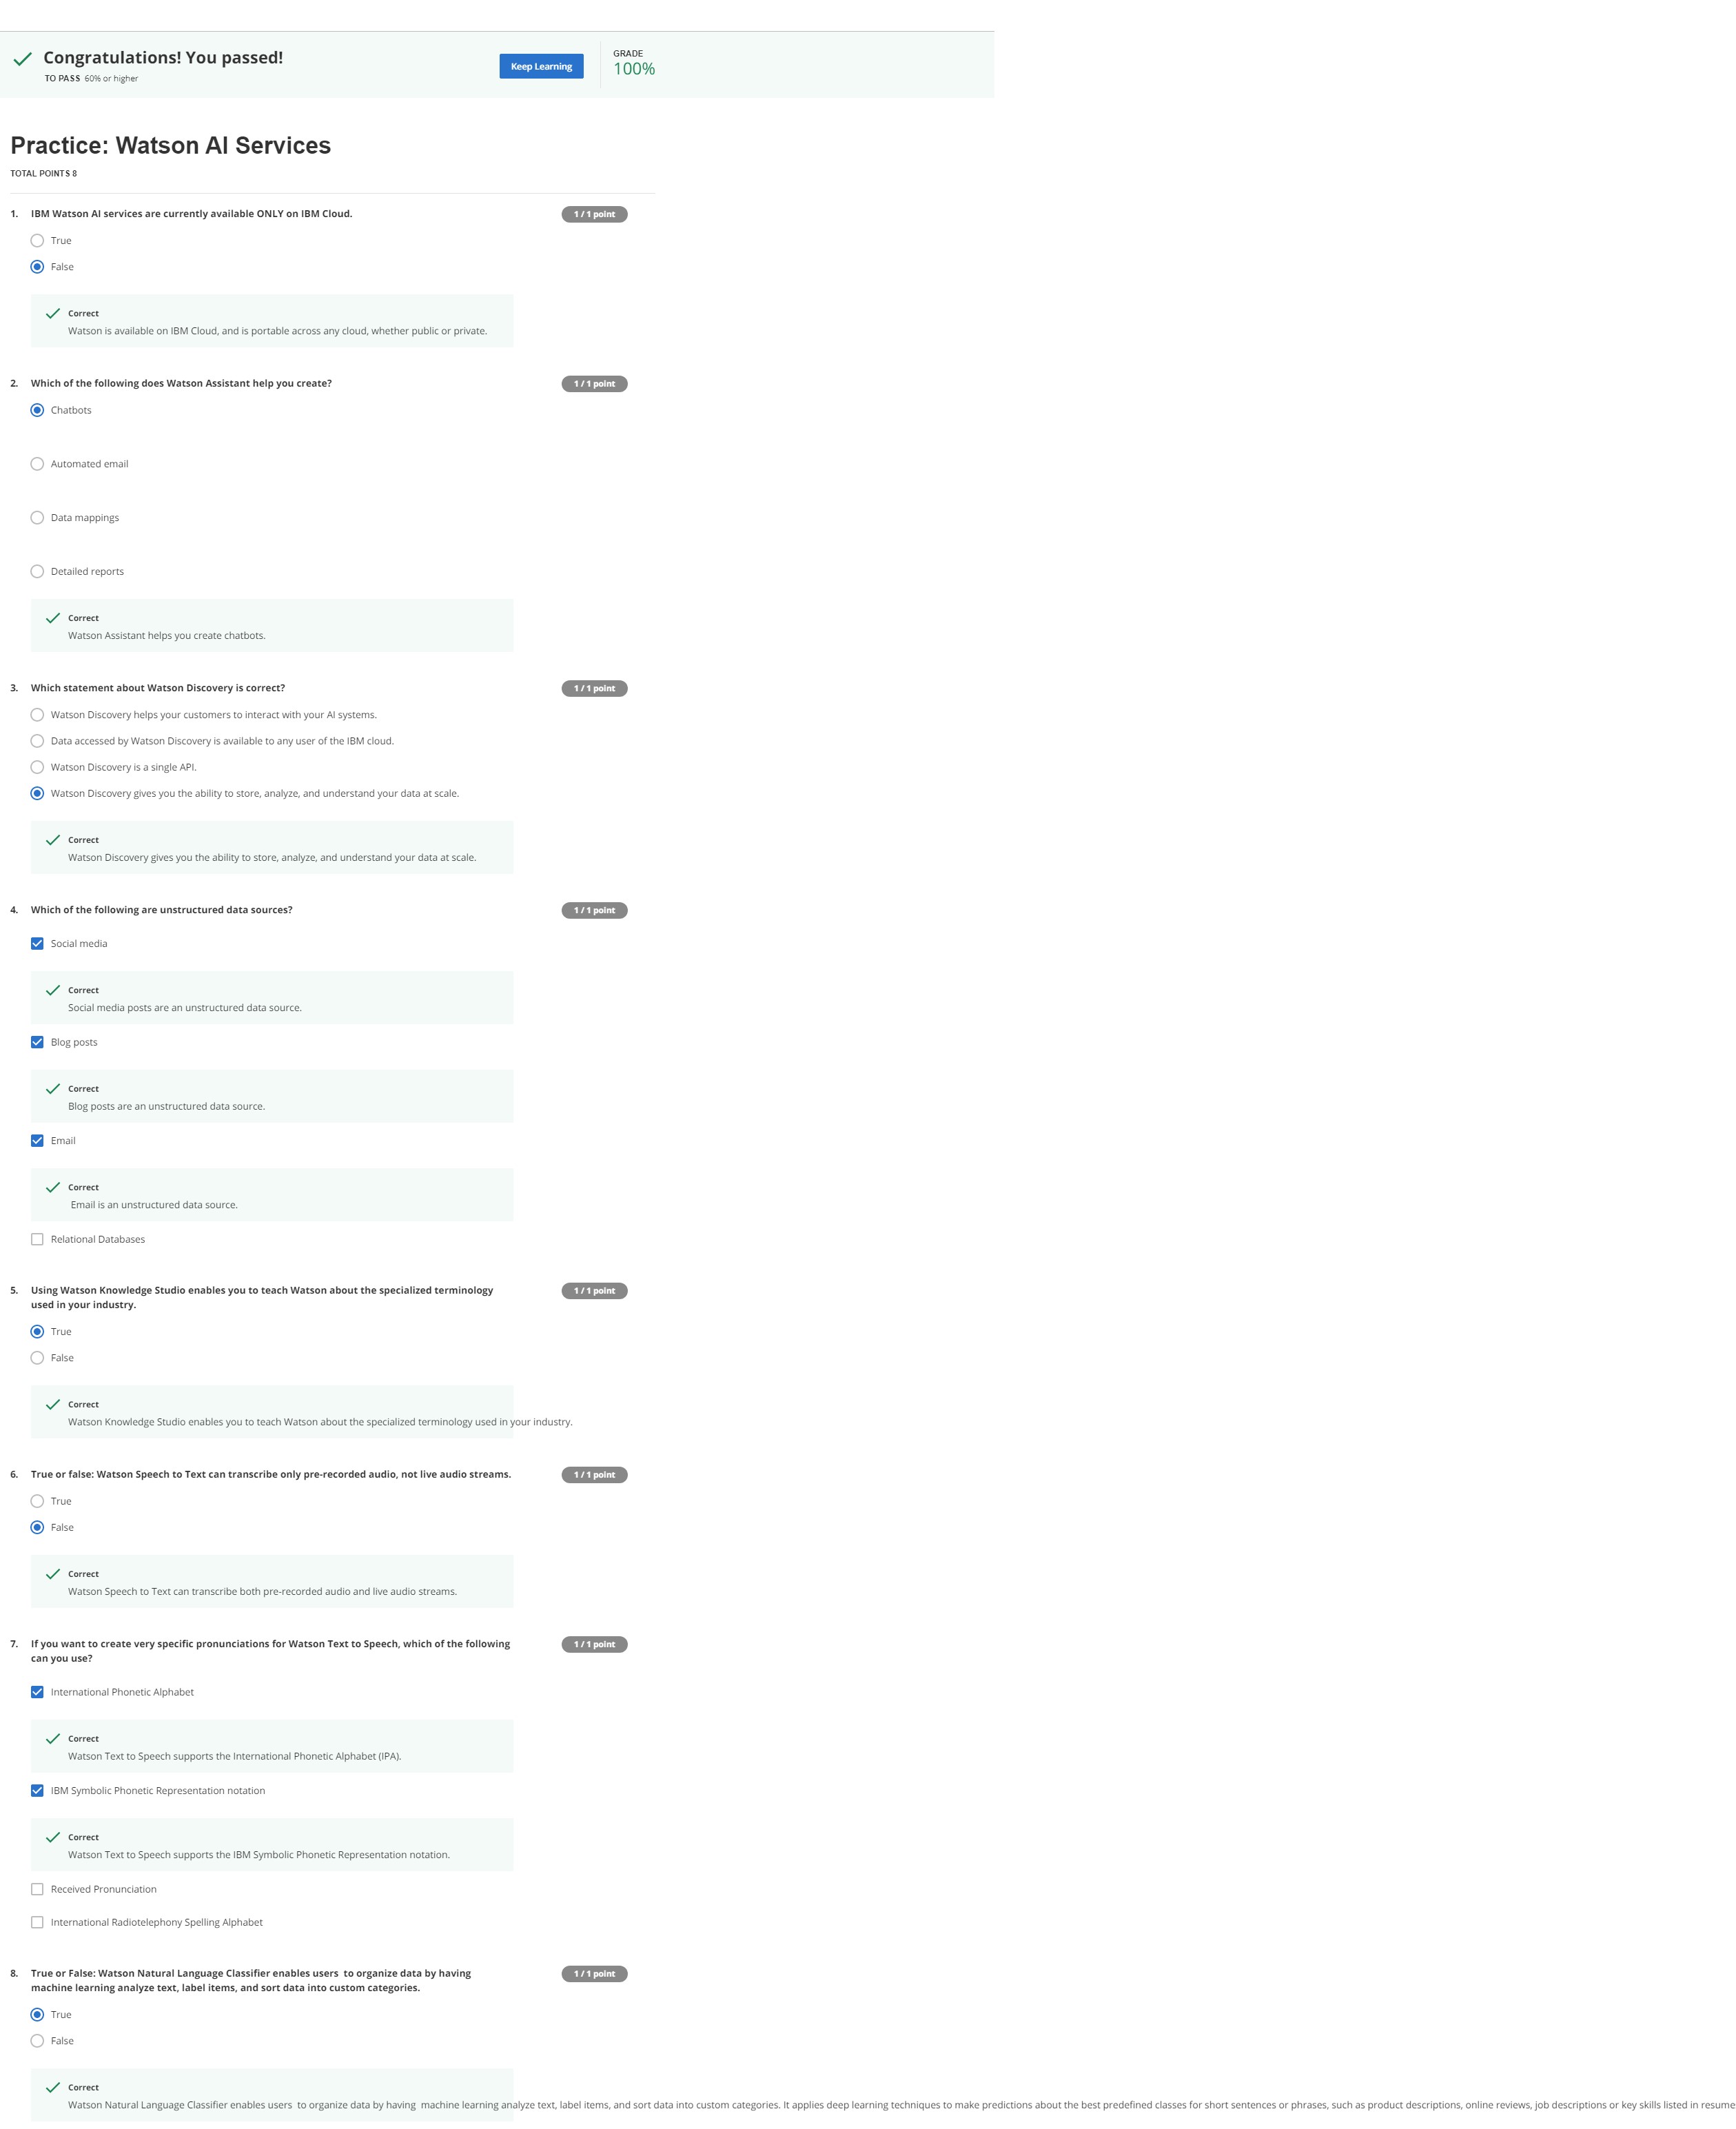 Congratulations! You passed!
TO PASS 60% or higher
Keep Learning
GRADE
100%
Practice: Watson AI Services
TOTAL POINTS 8
1. IBM Watson AI services are currently available ONLY on IBM Cloud.
1 / 1 point
True
False
Correct
Watson is available on IBM Cloud, and is portable across any cloud, whether public or private.
2. Which of the following does Watson Assistant help you create?
1 / 1 point
Chatbots
Automated email
Data mappings
Detailed reports
Correct
Watson Assistant helps you create chatbots.
3. Which statement about Watson Discovery is correct?
1 / 1 point
Watson Discovery helps your customers to interact with your AI systems.
Data accessed by Watson Discovery is available to any user of the IBM cloud.
Watson Discovery is a single API.
Watson Discovery gives you the ability to store, analyze, and understand your data at scale.
Correct
Watson Discovery gives you the ability to store, analyze, and understand your data at scale.
4. Which of the following are unstructured data sources?
1 / 1 point
Social media
Correct
Social media posts are an unstructured data source.
Blog posts
Correct
Blog posts are an unstructured data source.
Email
Correct
Email is an unstructured data source.
Relational Databases
5. Using Watson Knowledge Studio enables you to teach Watson about the specialized terminology
used in your industry.
1 / 1 point
True
False
Correct
Watson Knowledge Studio enables you to teach Watson about the specialized terminology used in your industry.
6. True or false: Watson Speech to Text can transcribe only pre-recorded audio, not live audio streams.
1 / 1 point
True
False
Correct
Watson Speech to Text can transcribe both pre-recorded audio and live audio streams.
7. If you want to create very specific pronunciations for Watson Text to Speech, which of the following
can you use?
1 / 1 point
International Phonetic Alphabet
Correct
Watson Text to Speech supports the International Phonetic Alphabet (IPA).
IBM Symbolic Phonetic Representation notation
Correct
Watson Text to Speech supports the IBM Symbolic Phonetic Representation notation.
Received Pronunciation
International Radiotelephony Spelling Alphabet
8. True or False: Watson Natural Language Classifier enables users to organize data by having
machine learning analyze text, label items, and sort data into custom categories.
1 / 1 point
True
False
Correct
Watson Natural Language Classifier enables users to organize data by having machine learning analyze text, label items, and sort data into custom categories. It applies deep learning techniques to make predictions about the best predefined classes for short sentences or phrases, such as product descriptions, online reviews, job descriptions or key skills listed in resume